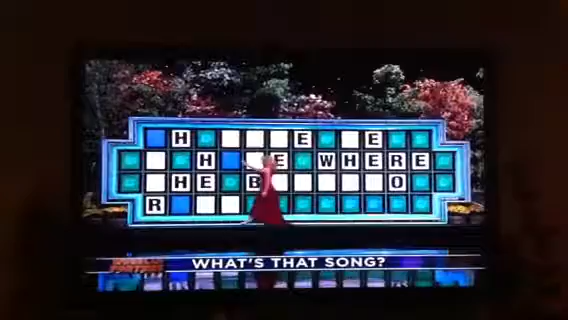 H E E
H E WHERE
HE B O
R
WHAT'S THAT SONG?